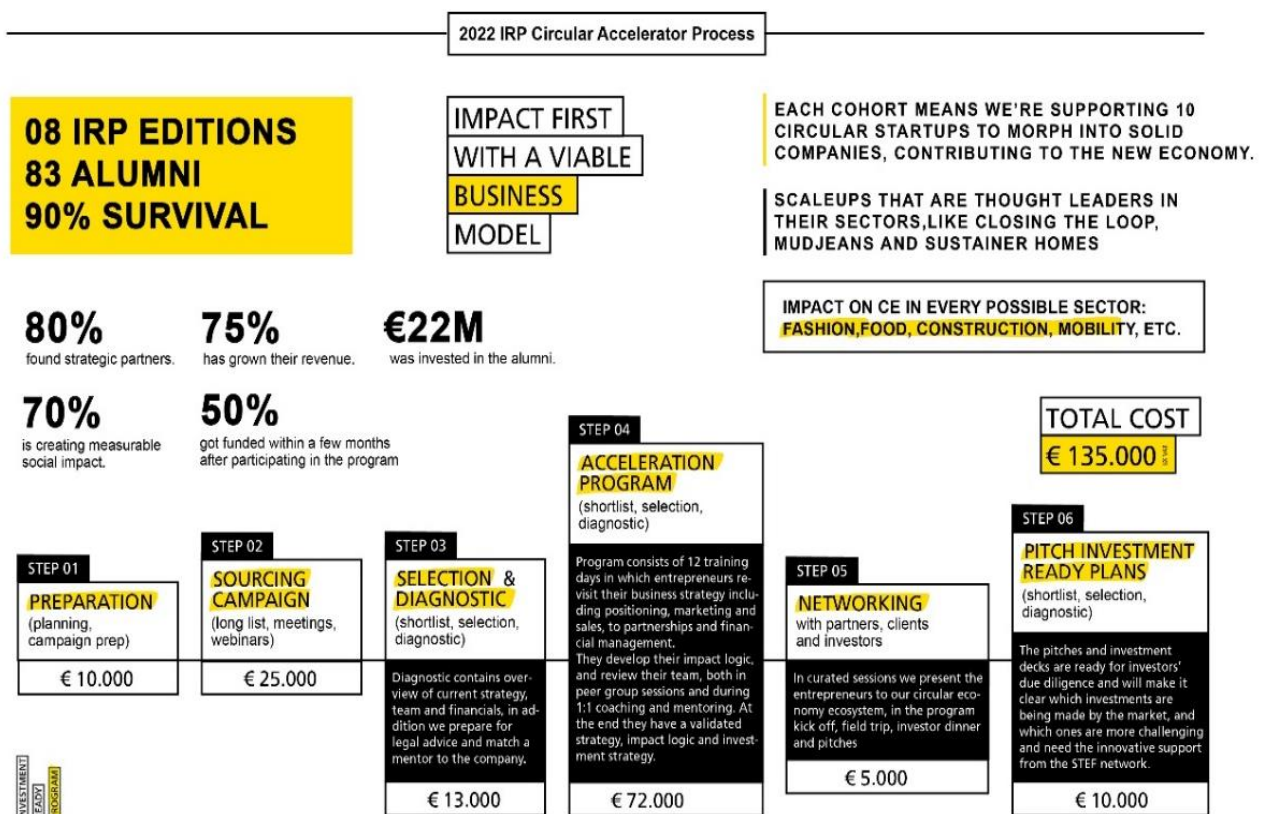 2022 IRP Circular Accelerator Process
08 IRP EDITIONS
83 ALUMNI
90% SURVIVAL
IMPACT FIRST
WITH A VIABLE
BUSINESS
MODEL
EACH COHORT MEANS WE'RE SUPPORTING 10
CIRCULAR STARTUPS TO MORPH INTO SOLID
COMPANIES, CONTRIBUTING TO THE NEW ECONOMY.
SCALEUPS THAT ARE THOUGHT LEADERS IN
THEIR SECTORS,LIKE CLOSING THE LOOP,
MUDJEANS AND SUSTAINER HOMES
IMPACT ON CE IN EVERY POSSIBLE SECTOR:
FASHION,FOOD, CONSTRUCTION, MOBILITY, ETC.
80%
found strategic partners.
75%
has grown their revenue.
€22M
was invested in the alumni.
70%
is creating measurable
social impact.
50%
got funded within a few months
after participating in the program
TOTAL COST
€ 135.000
STEP 01
PREPARATION
(planning,
campaign prep)
€ 10.000
STEP 02
SOURCING
CAMPAIGN
(long list, meetings,
webinars)
€ 25.000
STEP 03
SELECTION &
DIAGNOSTIC
(shortlist, selection,
diagnostic)
Diagnostic contains over-
view of current strategy,
team and financials, in ad-
dition we prepare for
legal advice and match a
mentor to the company.
€ 13.000
STEP 04
ACCELERATION
PROGRAM
(shortlist, selection,
diagnostic)
Program consists of 12 training
days in which entrepreneurs re-
visit their business strategy inclu-
ding positioning, marketing and
sales, to partnerships and finan-
cial management.
They develop their impact logic,
and review their team, both in
peer group sessions and during
1:1 coaching and mentoring. At
the end they have a validated
strategy, impact logic and invest-
ment strategy.
€ 72.000
STEP 05
NETWORKING
with partners, clients
and investors
In curated sessions we present the
entrepreneurs to our circular eco-
nomy ecosystem, in the program
kick off, field trip, investor dinner
and pitches
€ 5.000
STEP 06
PITCH INVESTMENT
READY PLANS
(shortlist, selection,
diagnostic)
The pitches and investment
decks are ready for investors'
due diligence and will make it
clear which investments are
being made by the market, and
which ones are more challenging
and need the innovative support
from the STEF network.
€ 10.000